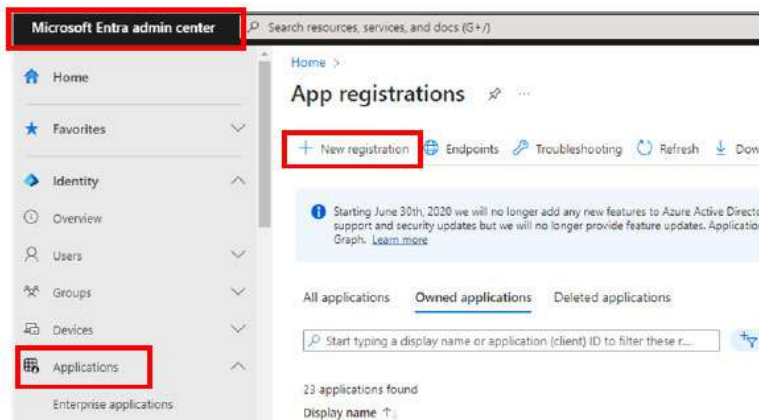 Microsoft Entra admin center
Search resources, services, and docs (G+/)
Home
Favorites
Identity
Overview
Users
Groups
Devices
Applications
Enterprise applications
Home >
App registrations
New registration
Endpoints
Troubleshooting
Refresh
Dow
Starting June 30th, 2020 we will no longer add any new features to Azure Active Directo
support and security updates but we will no longer provide feature updates. Applicatio
Graph. Learn more
All applications
Owned applications
Deleted applications
Start typing a display name or application (client) ID to filter these r...
23 applications found
Display name ↑↓